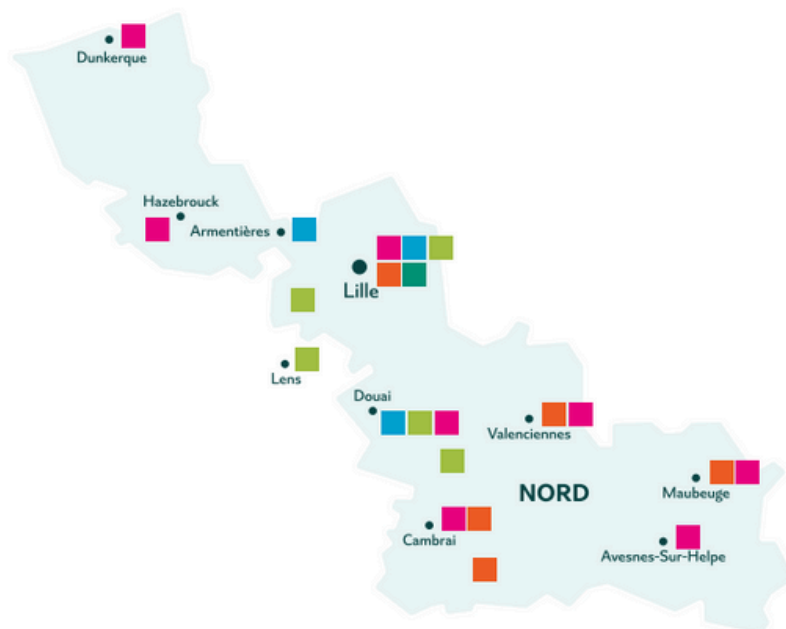 Dunkerque
Hazebrouck
Armentières
Lille
Lens
Douai
Valenciennes
NORD
Maubeuge
Cambrai
Avesnes-Sur-Helpe